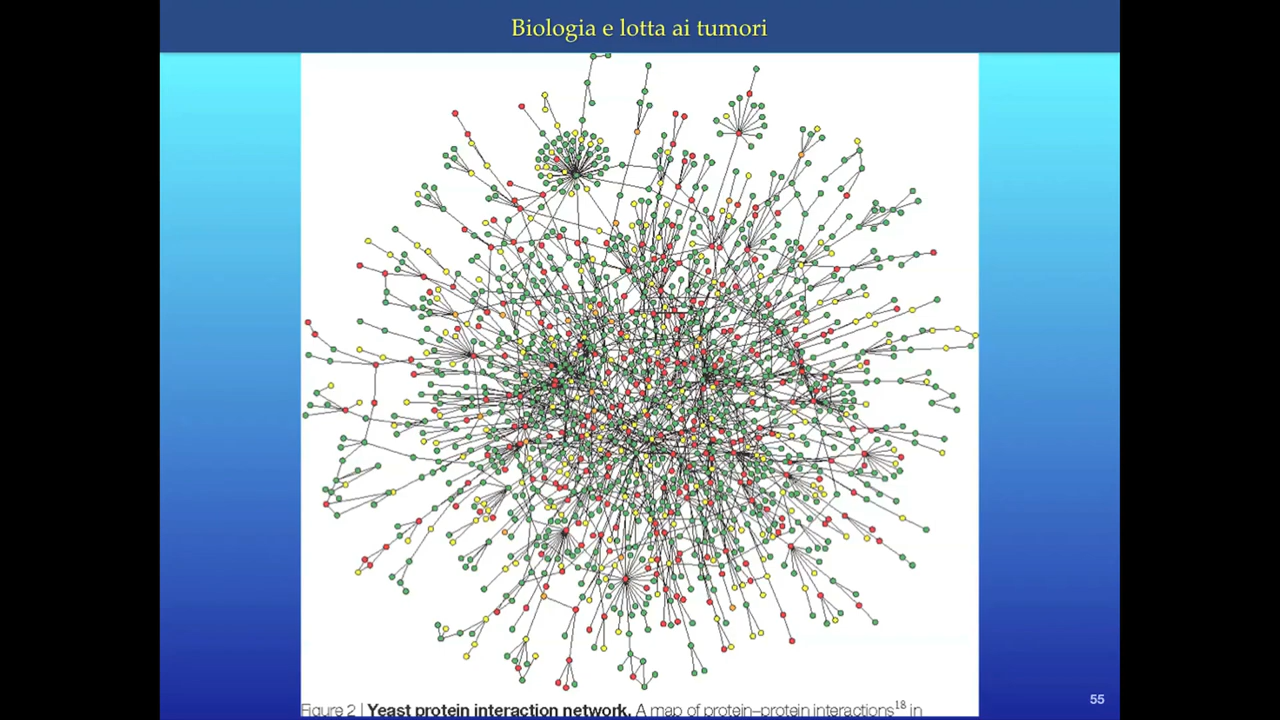 Biologia e lotta ai tumori
55
Figure 2 | Yeast protein interaction network. A map of protein–protein interactions18 in